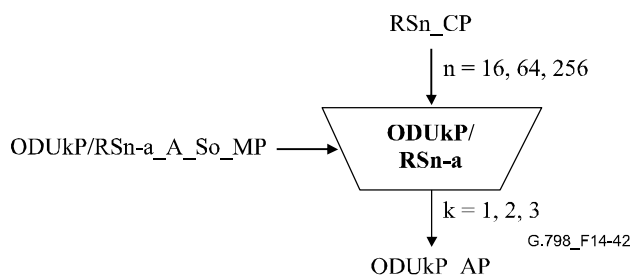 RSn_CP
n = 16, 64, 256
ODUkP/
RSn-a
ODUkP/RSn-a_A_So_MP
k = 1, 2, 3
G.798_F14-42
ODUkP_AP